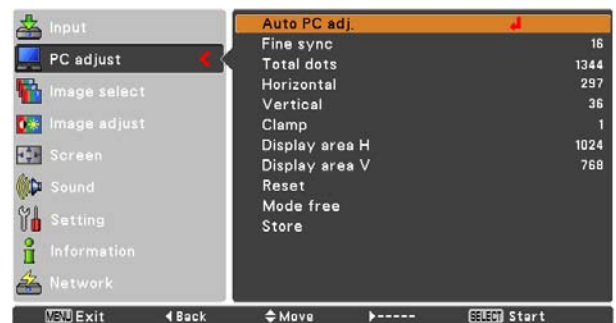 Input
PC adjust
Image select
Image adjust
Screen
Sound
Setting
Information
Network
Auto PC adj.
Fine sync 16
Total dots 1344
Horizontal 297
Vertical 36
Clamp 1
Display area H 1024
Display area V 768
Reset
Mode free
Store
MENU Exit Back Move ----- SELECT Start